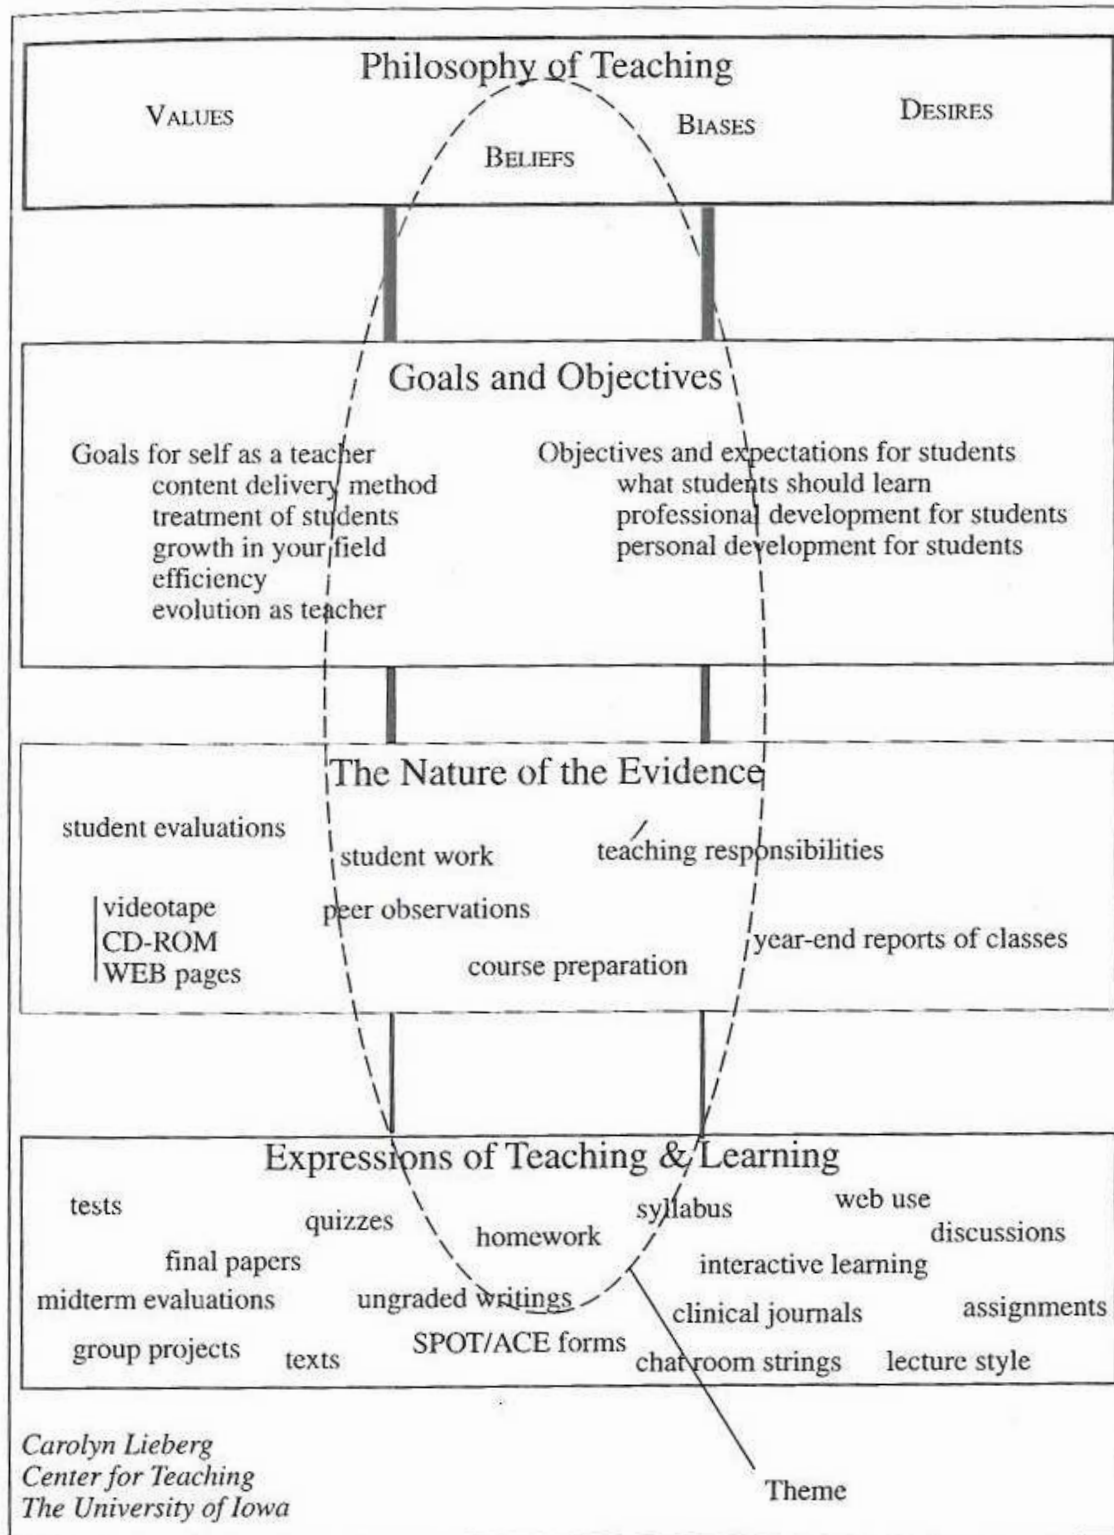 Philosophy of Teaching
VALUES
BELIEFS
BIASES
DESIRES
Goals and Objectives
Goals for self as a teacher
content delivery method
treatment of students
growth in your field
efficiency
evolution as teacher
Objectives and expectations for students
what students should learn
professional development for students
personal development for students
The Nature of the Evidence
student evaluations
student work
teaching responsibilities
videotape
CD-ROM
WEB pages
peer observations
course preparation
year-end reports of classes
Expressions of Teaching & Learning
tests
quizzes
homework
syllabus
web use
discussions
final papers
interactive learning
midterm evaluations
ungraded writings
clinical journals
assignments
group projects
texts
SPOT/ACE forms
chat room strings
lecture style
Carolyn Lieberg
Center for Teaching
The University of Iowa
Theme